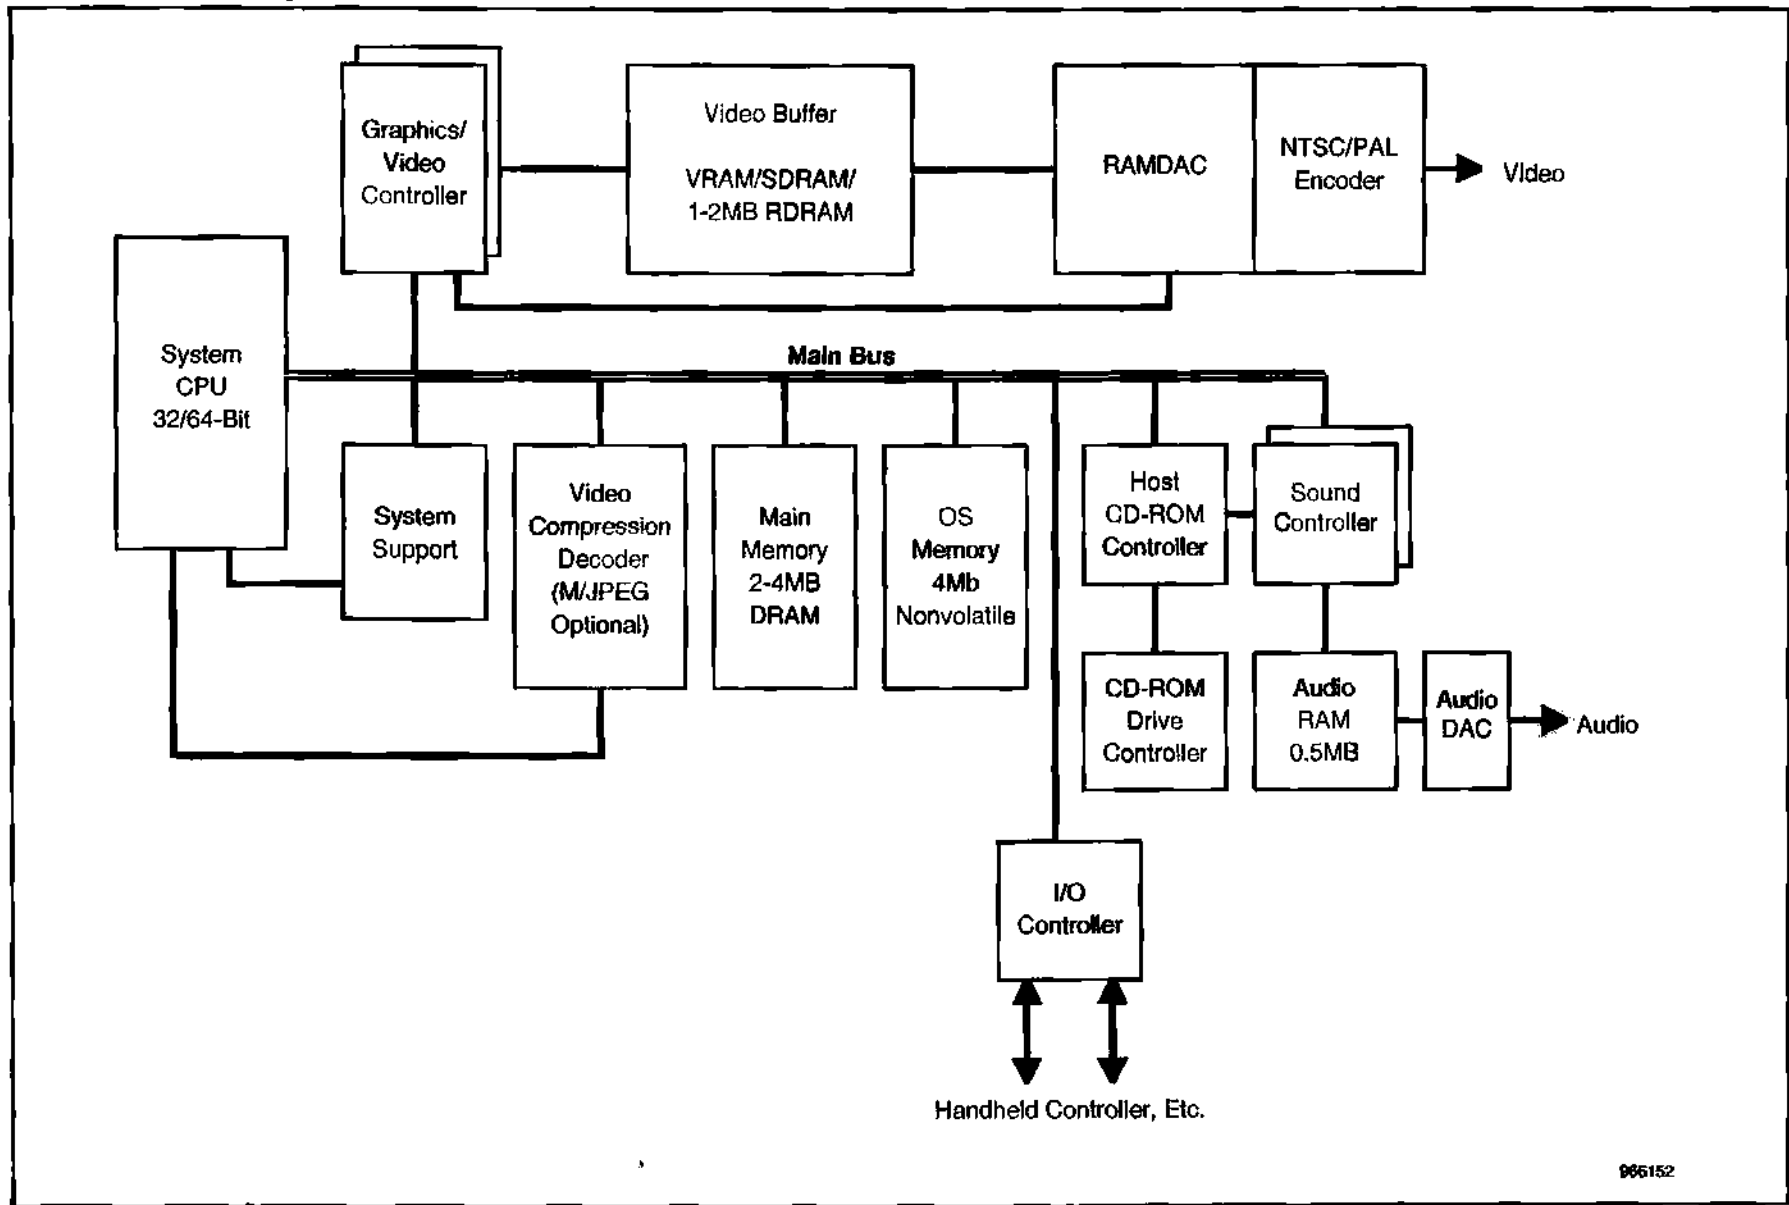 Graphics/
Video
Controller
Video Buffer
VRAM/SDRAM/
1-2MB RDRAM
RAMDAC
NTSC/PAL
Encoder
Video
System
CPU
32/64-Bit
Main Bus
System
Support
Video
Compression
Decoder
(M/JPEG
Optional)
Main
Memory
2-4MB
DRAM
OS
Memory
4Mb
Nonvolatile
Host
CD-ROM
Controller
Sound
Controller
CD-ROM
Drive
Controller
Audio
RAM
0.5MB
Audio
DAC
Audio
I/O
Controller
Handheld Controller, Etc.
965152